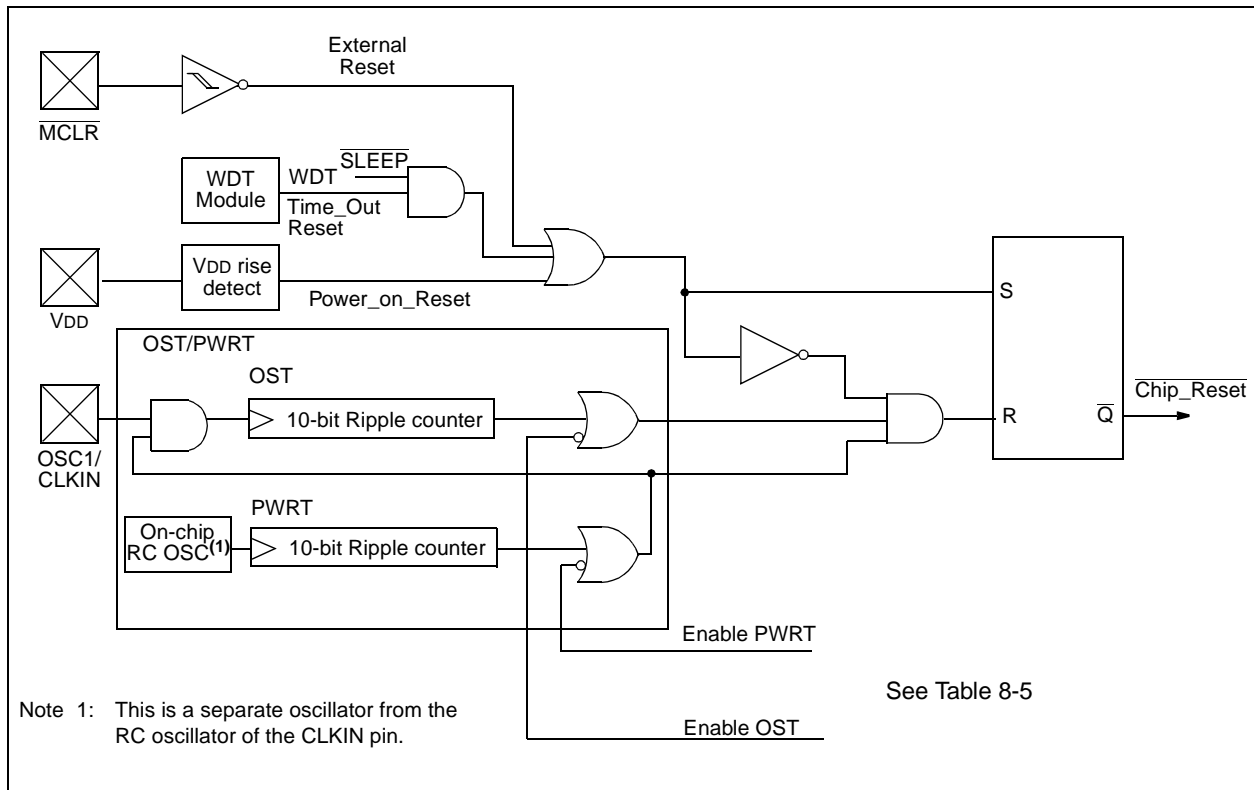 External
Reset
MCLR
SLEEP
WDT
Module
WDT
Time_Out
Reset
VDD rise
detect
Power_on_Reset
VDD
S
OST/PWRT
OST
10-bit Ripple counter
Chip_Reset
R
Q
OSC1/
CLKIN
PWRT
On-chip
RC OSC(1)
10-bit Ripple counter
Enable PWRT
See Table 8-5
Note 1: This is a separate oscillator from the
RC oscillator of the CLKIN pin.
Enable OST